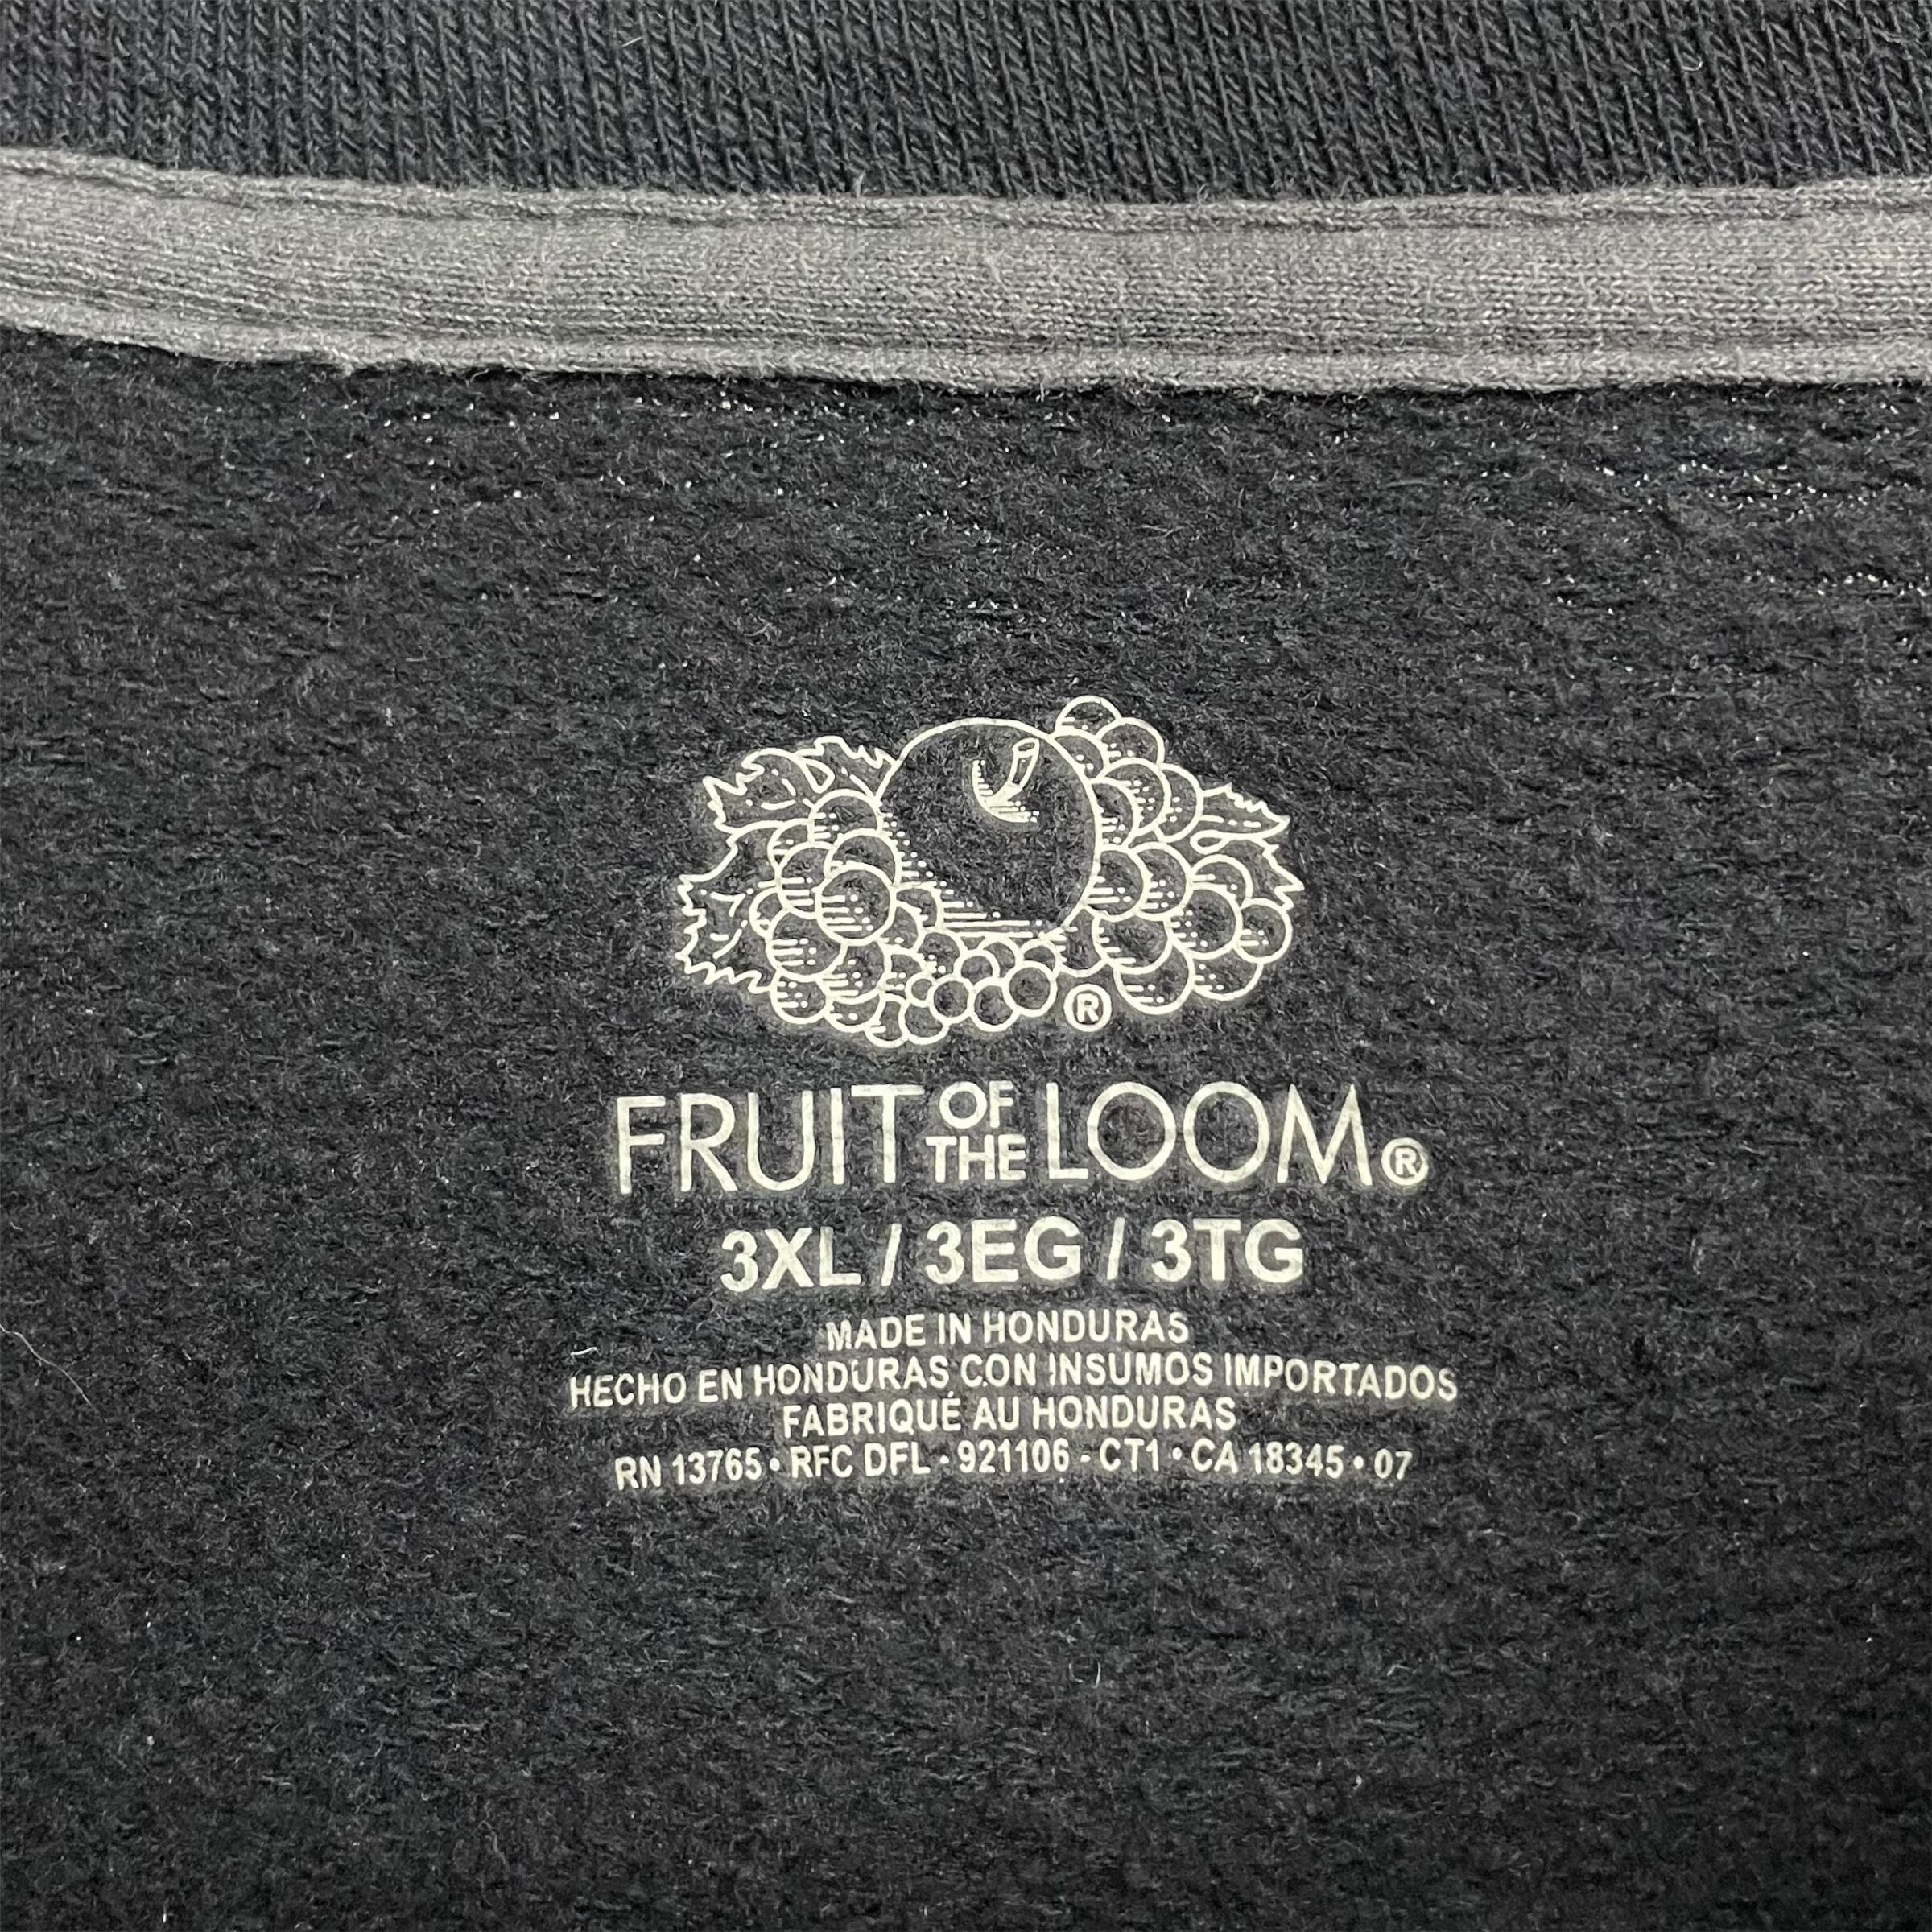 ®
FRUIT OF THE LOOM®
3XL / 3EG / 3TG
MADE IN HONDURAS
HECHO EN HONDURAS CON INSUMOS IMPORTADOS
FABRIQUÉ AU HONDURAS
RN 13765 • RFC DFL - 921106 - CT1 • CA 18345 • 07